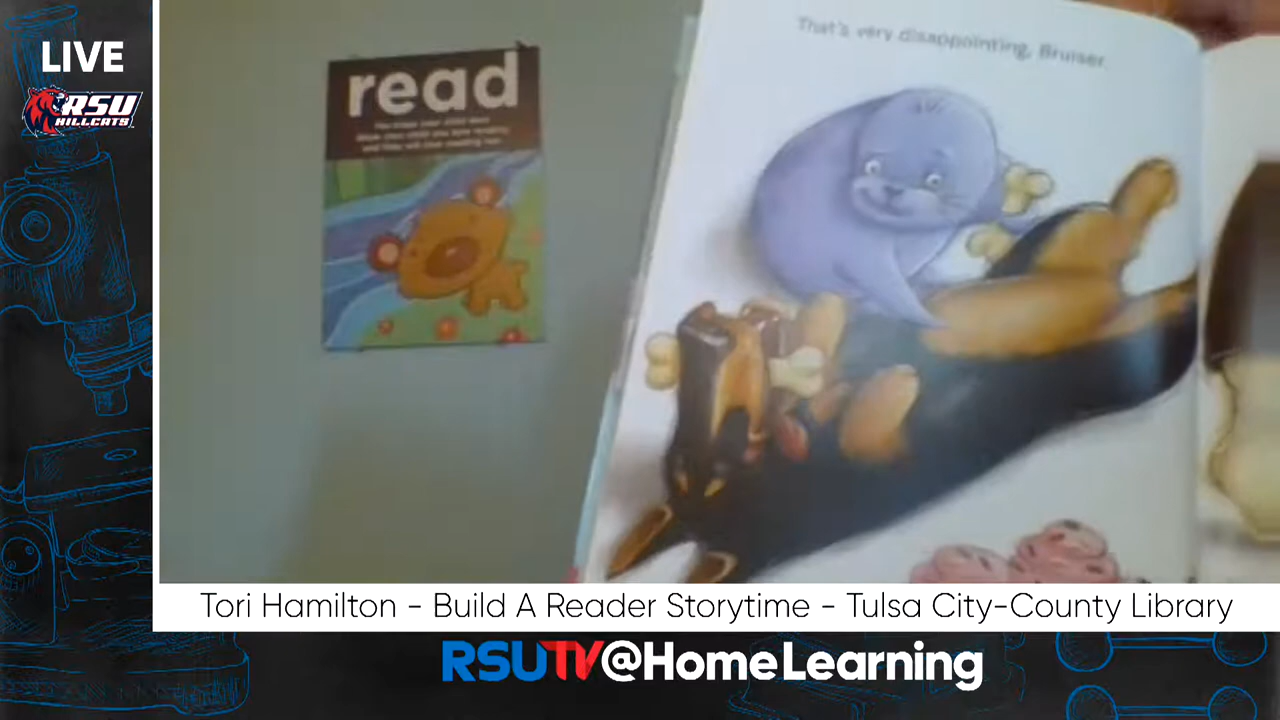 LIVE
RSU
HILLCATS
read
That's very disappointing, Bruiser.
Tori Hamilton - Build A Reader Storytime - Tulsa City-County Library
RSUTV@HomeLearning